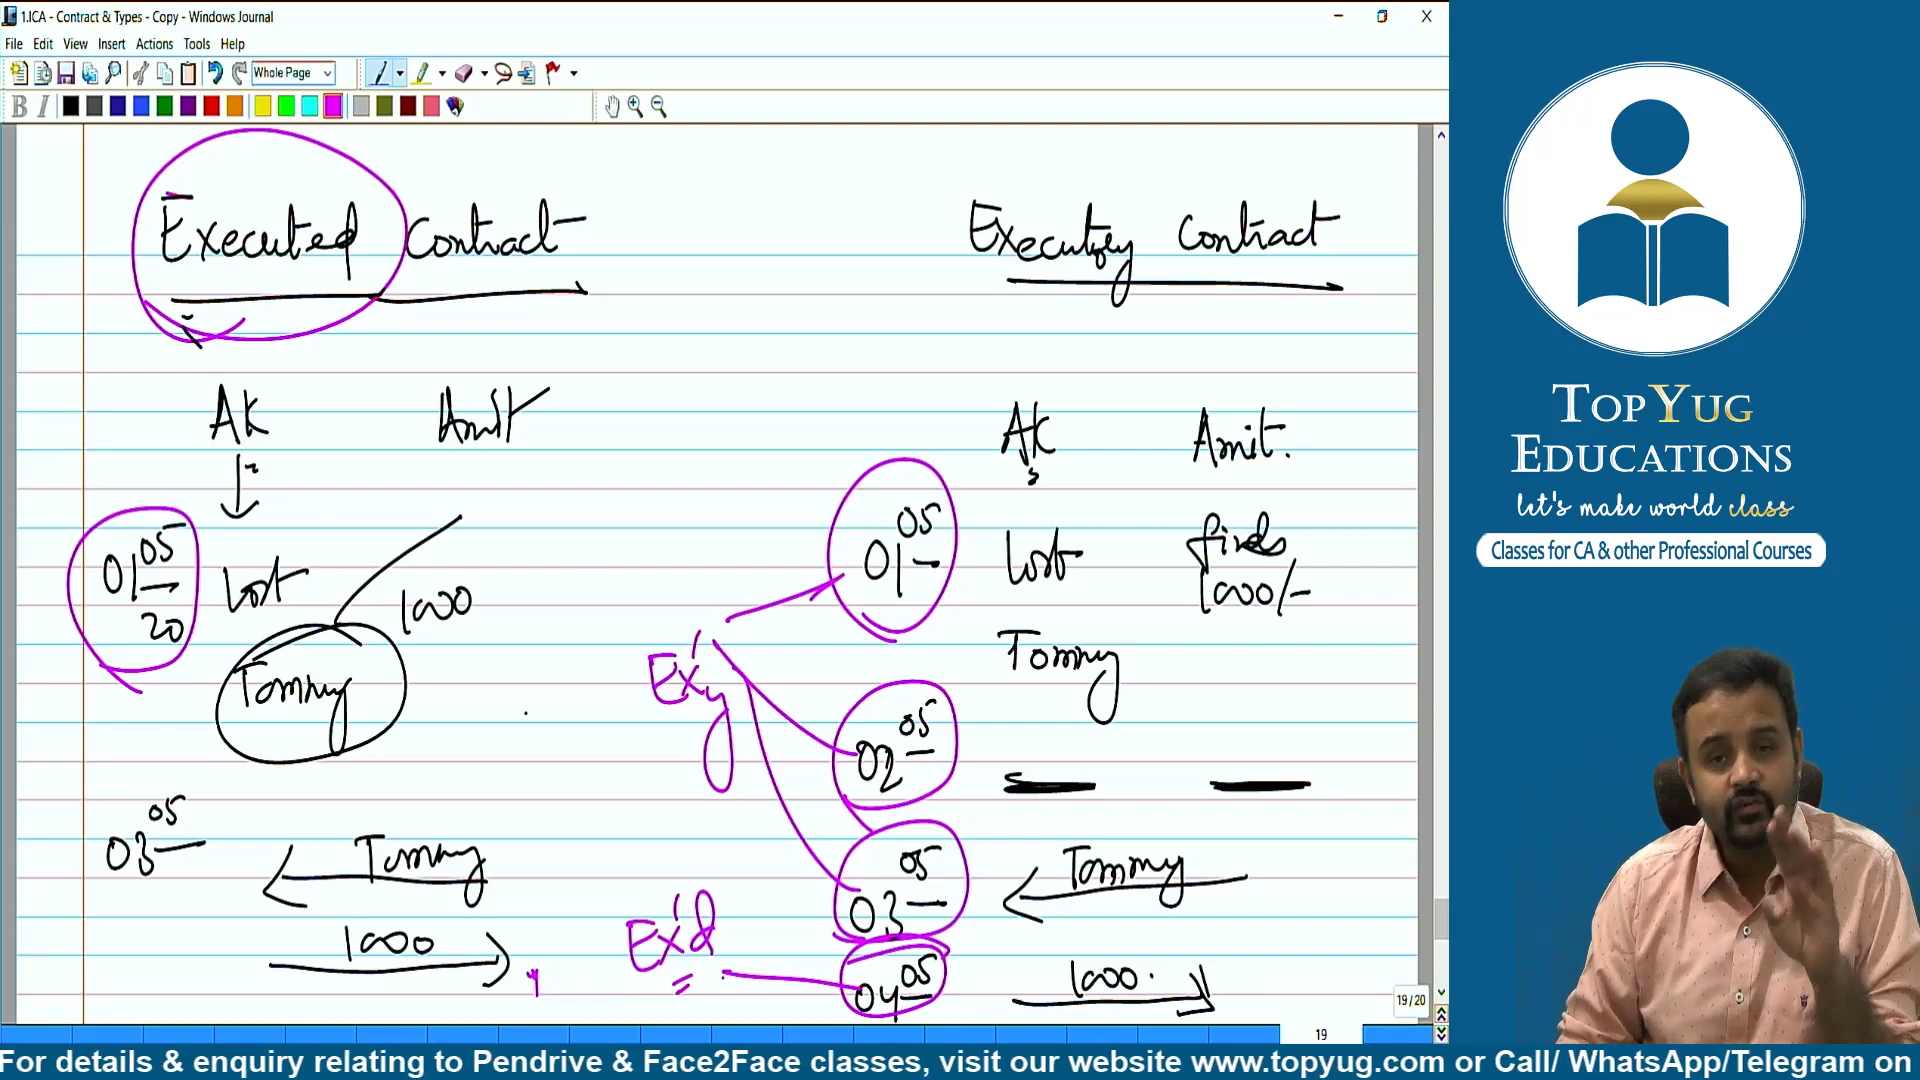 1.ICA - Contract & Types - Copy - Windows Journal
File Edit View Insert Actions Tools Help
Whole Page
B I
Executed Contract
Executory Contract
AK Amit
AK Amit.
01 05 20 Lost 1000
Tommy
01 05 Lost finds
1000/-
Tommy
Ex'y
02 05
03 05 Tommy
1000
03 05 Tommy
Ex'd
04 05 1000.
19/20
19
TOPYUG
EDUCATIONS
let's make world class
Classes for CA & other Professional Courses
For details & enquiry relating to Pendrive & Face2Face classes, visit our website www.topyug.com or Call/ WhatsApp/Telegram on